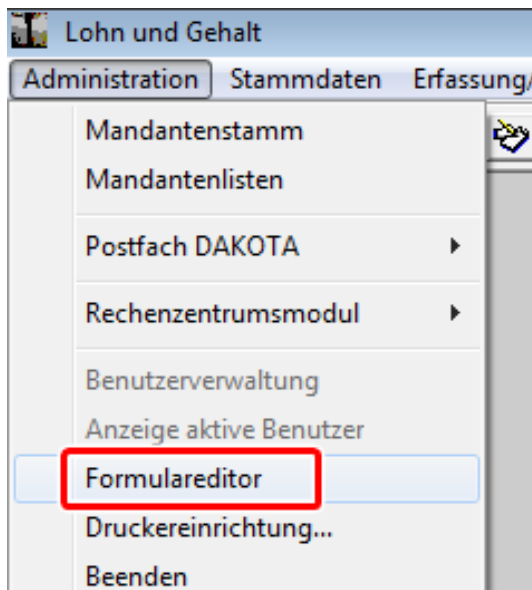 Lohn und Gehalt
Administration Stammdaten Erfassung/
Mandantenstamm
Mandantenlisten
Postfach DAKOTA
Rechenzentrumsmodul
Benutzerverwaltung
Anzeige aktive Benutzer
Formulareditor
Druckereinrichtung...
Beenden